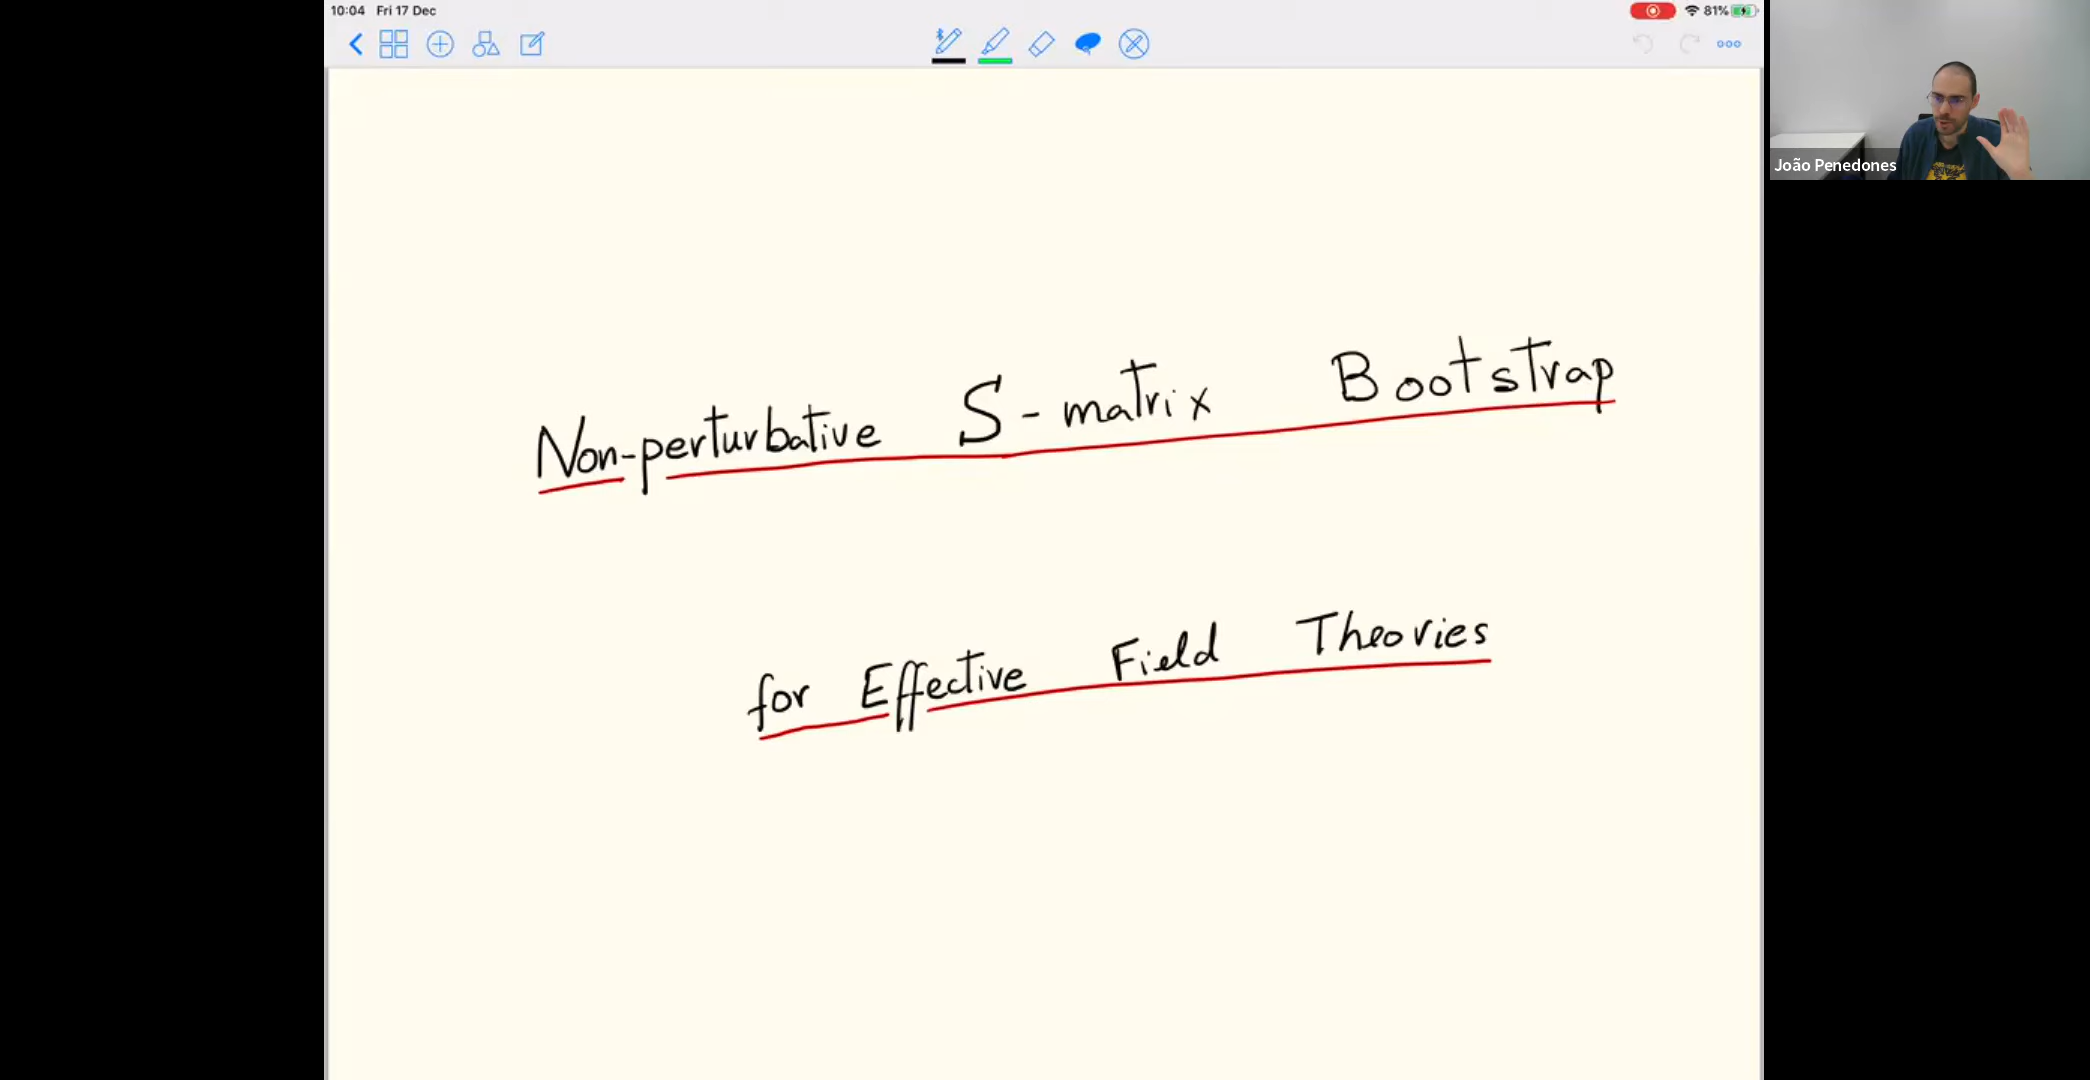 10:04 Fri 17 Dec
81%
João Penedones
Non-perturbative S-matrix Bootstrap
for Effective Field Theories